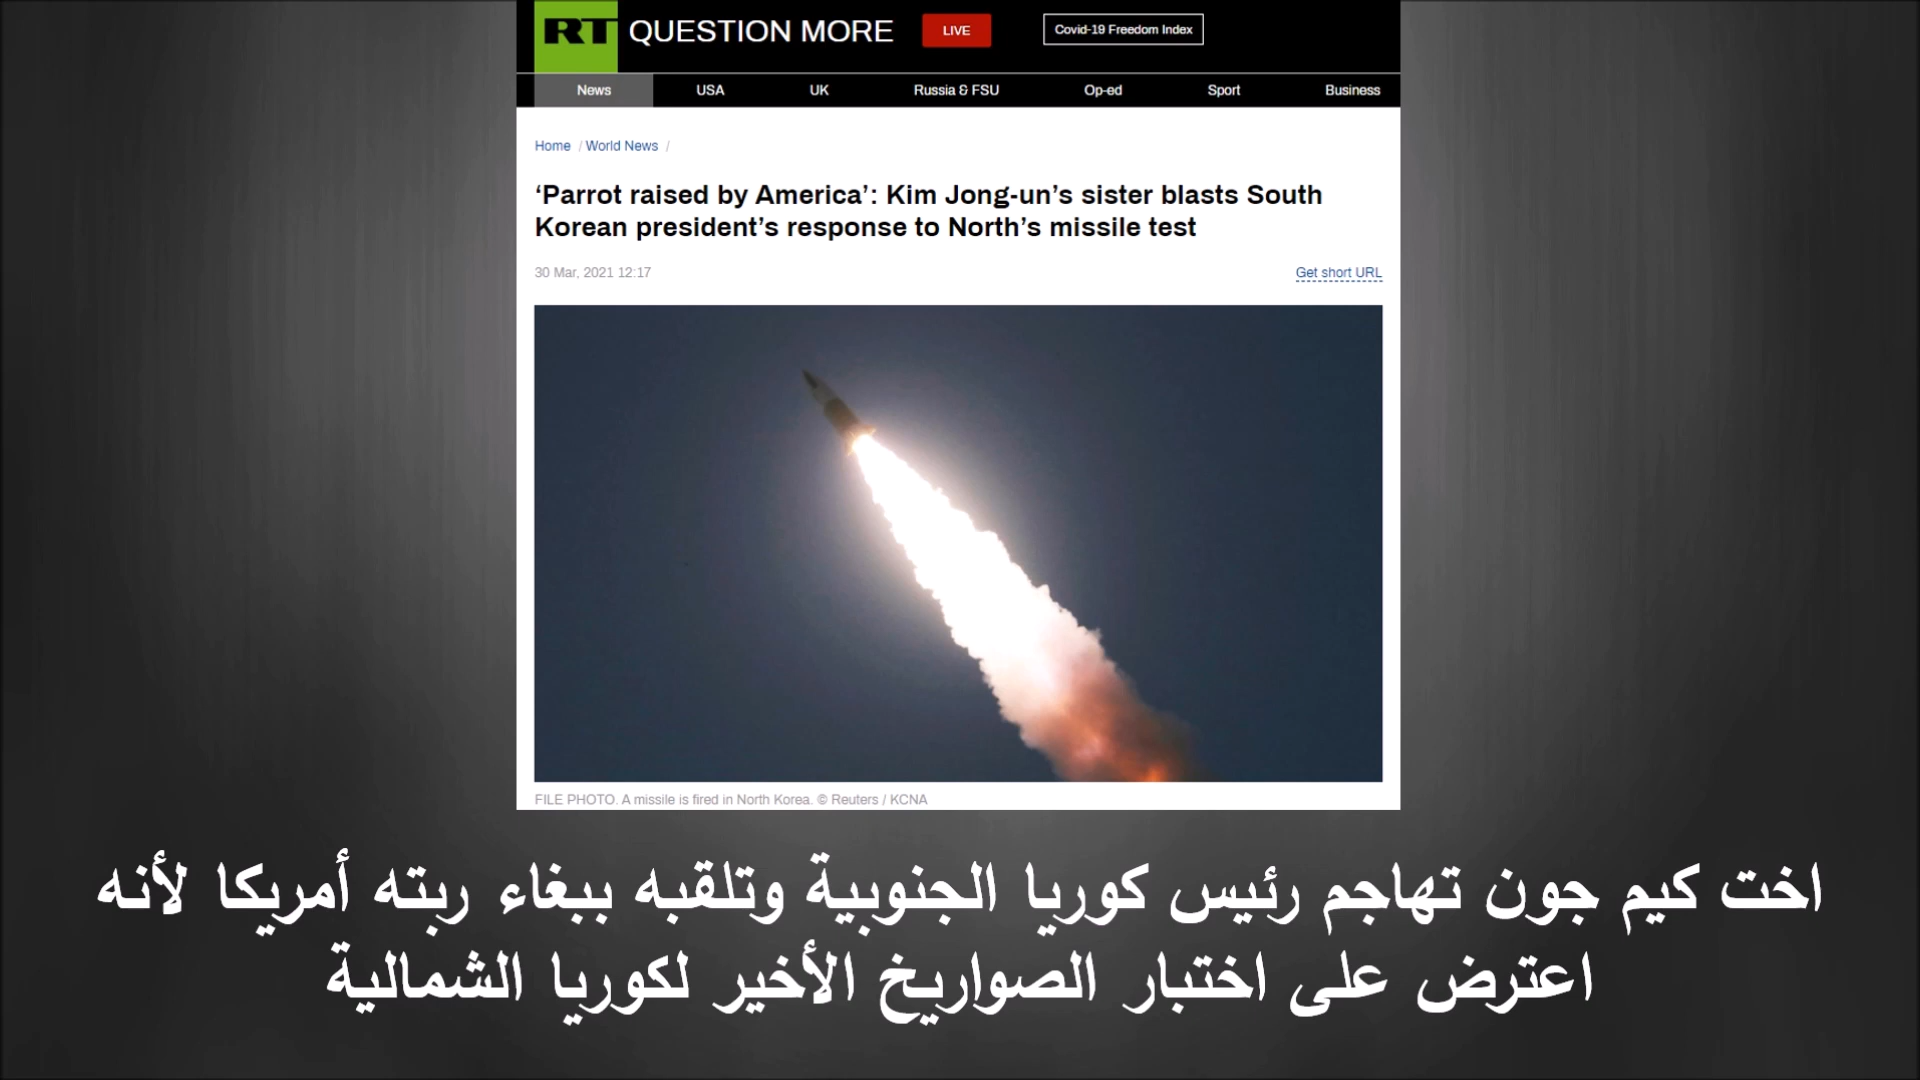 RT QUESTION MORE LIVE Covid-19 Freedom Index
News USA UK Russia & FSU Op-ed Sport Business
Home / World News /
‘Parrot raised by America’: Kim Jong-un’s sister blasts South
Korean president’s response to North’s missile test
30 Mar, 2021 12:17 Get short URL
FILE PHOTO. A missile is fired in North Korea. © Reuters / KCNA
اخت كيم جون تهاجم رئيس كوريا الجنوبية وتلقبه ببغاء ربته أمريكا لأنه
اعترض على اختبار الصواريخ الأخير لكوريا الشمالية